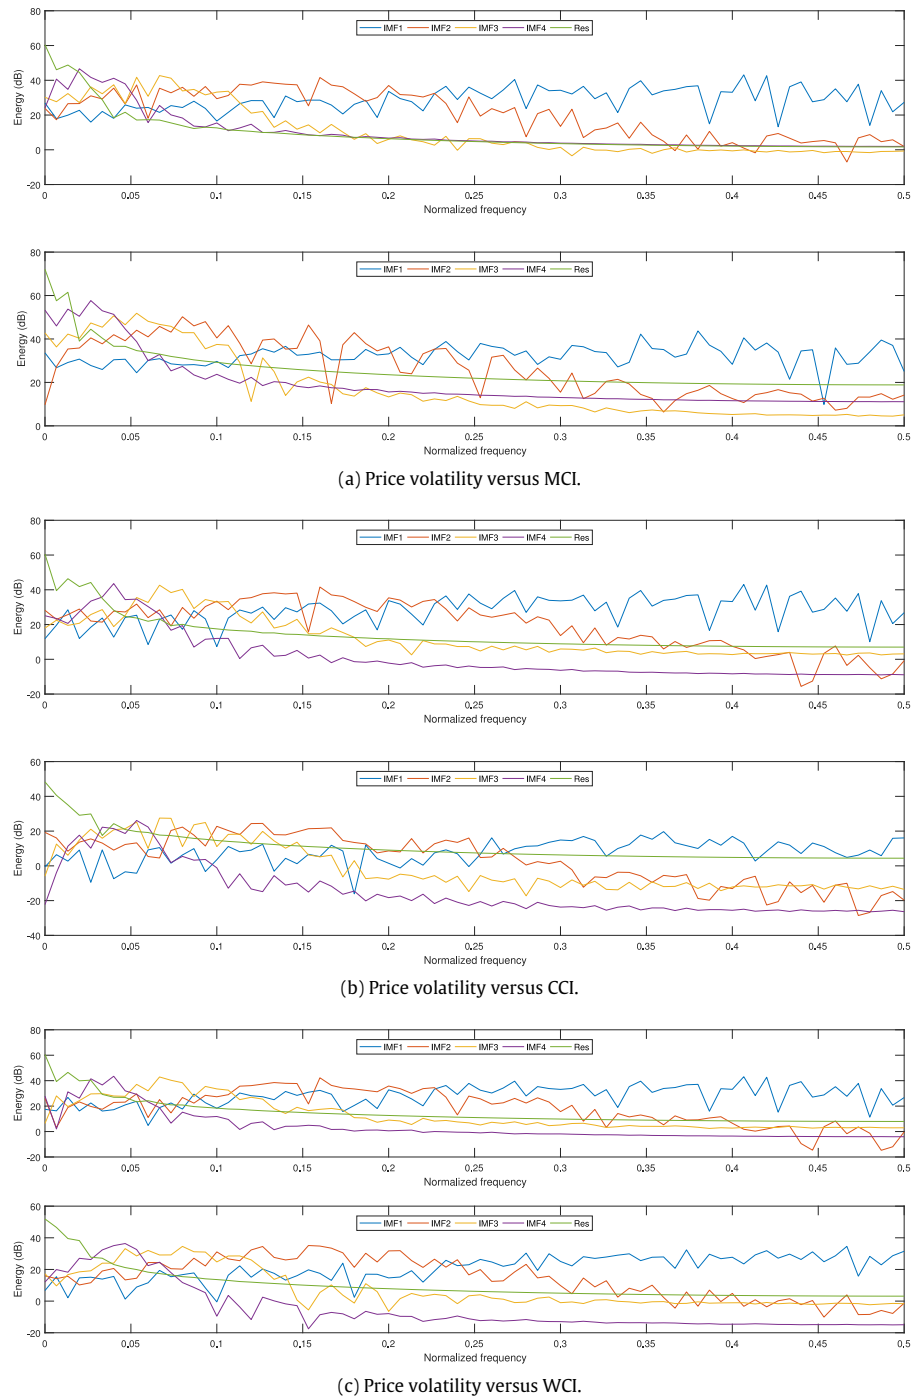 80
60
40
20
0
-20
Energy (dB)
IMF1 IMF2 IMF3 IMF4 Res
0 0.05 0.1 0.15 0.2 0.25 0.3 0.35 0.4 0.45 0.5
Normalized frequency
80
60
40
20
0
Energy (dB)
IMF1 IMF2 IMF3 IMF4 Res
0 0.05 0.1 0.15 0.2 0.25 0.3 0.35 0.4 0.45 0.5
Normalized frequency
(a) Price volatility versus MCI.
80
60
40
20
0
-20
Energy (dB)
IMF1 IMF2 IMF3 IMF4 Res
0 0.05 0.1 0.15 0.2 0.25 0.3 0.35 0.4 0.45 0.5
Normalized frequency
60
40
20
0
-20
-40
Energy (dB)
IMF1 IMF2 IMF3 IMF4 Res
0 0.05 0.1 0.15 0.2 0.25 0.3 0.35 0.4 0.45 0.5
Normalized frequency
(b) Price volatility versus CCI.
80
60
40
20
0
-20
Energy (dB)
IMF1 IMF2 IMF3 IMF4 Res
0 0.05 0.1 0.15 0.2 0.25 0.3 0.35 0.4 0.45 0.5
Normalized frequency
60
40
20
0
-20
Energy (dB)
IMF1 IMF2 IMF3 IMF4 Res
0 0.05 0.1 0.15 0.2 0.25 0.3 0.35 0.4 0.45 0.5
Normalized frequency
(c) Price volatility versus WCI.